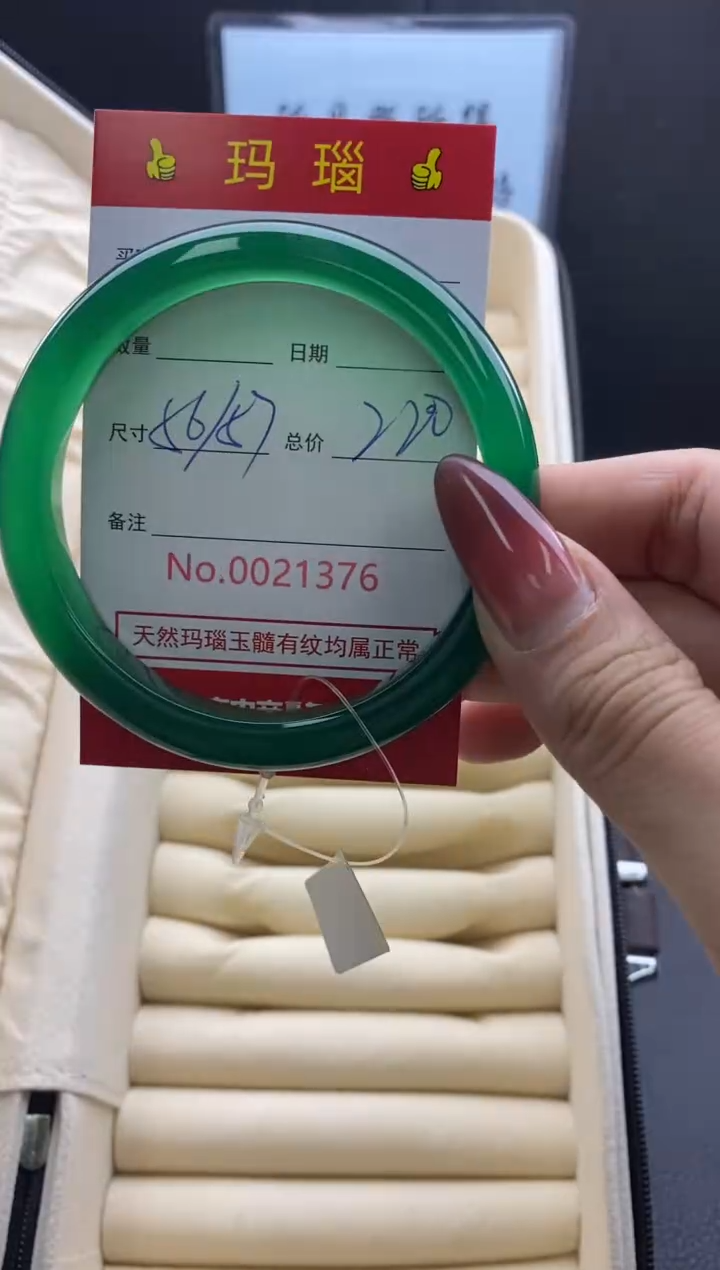 玛瑙
数量 日期
尺寸 56/57 总价 220
备注
No.0021376
天然玛瑙玉髓有纹均属正常